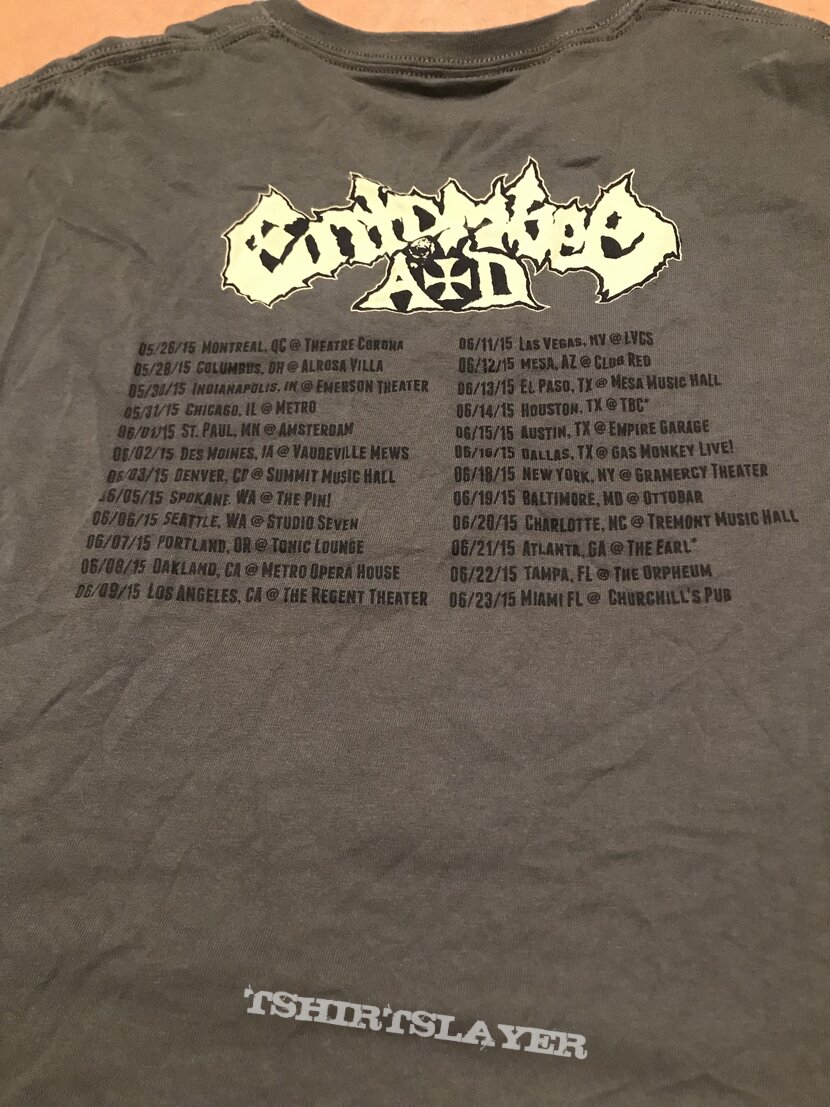 Entombed
A D
05/26/15 MONTREAL, QC @ THEATRE CORONA
05/28/15 COLUMBUS, OH @ ALROSA VILLA
05/30/15 INDIANAPOLIS, IN @ EMERSON THEATER
05/31/15 CHICAGO, IL @ METRO
06/01/15 ST. PAUL, MN @ AMSTERDAM
06/02/15 DES MOINES, IA @ VAUDEVILLE MEWS
06/03/15 DENVER, CO @ SUMMIT MUSIC HALL
06/05/15 SPOKANE, WA @ THE PIN!
06/06/15 SEATTLE, WA @ STUDIO SEVEN
06/07/15 PORTLAND, OR @ TONIC LOUNGE
06/08/15 OAKLAND, CA @ METRO OPERA HOUSE
06/09/15 LOS ANGELES, CA @ THE REGENT THEATER
06/11/15 LAS VEGAS, NV @ LVCS
06/12/15 MESA, AZ @ CLUB RED
06/13/15 EL PASO, TX @ MESA MUSIC HALL
06/14/15 HOUSTON, TX @ TBC*
06/15/15 AUSTIN, TX @ EMPIRE GARAGE
06/16/15 DALLAS, TX @ GAS MONKEY LIVE!
06/18/15 NEW YORK, NY @ GRAMERCY THEATER
06/19/15 BALTIMORE, MD @ OTTOBAR
06/20/15 CHARLOTTE, NC @ TREMONT MUSIC HALL
06/21/15 ATLANTA, GA @ THE EARL*
06/22/15 TAMPA, FL @ THE ORPHEUM
06/23/15 MIAMI FL @ CHURCHILL'S PUB
TSHIRTSLAYER